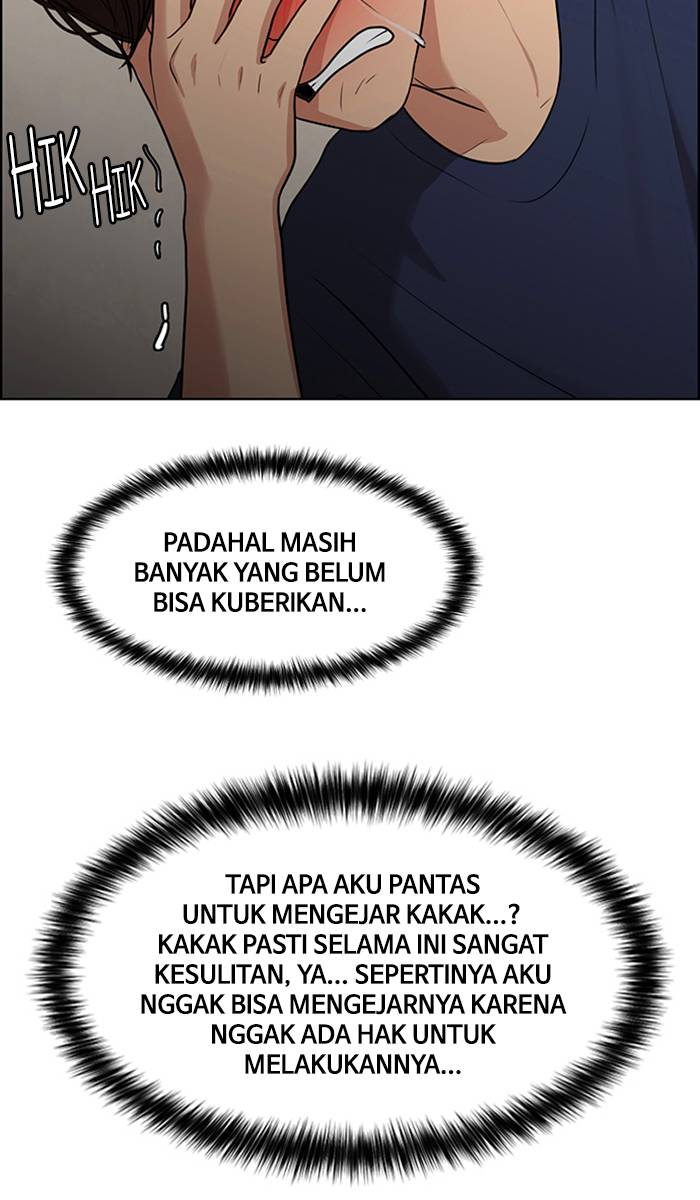 HIK
HIK
PADAHAL MASIH
BANYAK YANG BELUM
BISA KUBERIKAN...
TAPI APA AKU PANTAS
UNTUK MENGEJAR KAKAK...?
KAKAK PASTI SELAMA INI SANGAT
KESULITAN, YA... SEPERTINYA AKU
NGGAK BISA MENGEJARNYA KARENA
NGGAK ADA HAK UNTUK
MELAKUKANNYA...